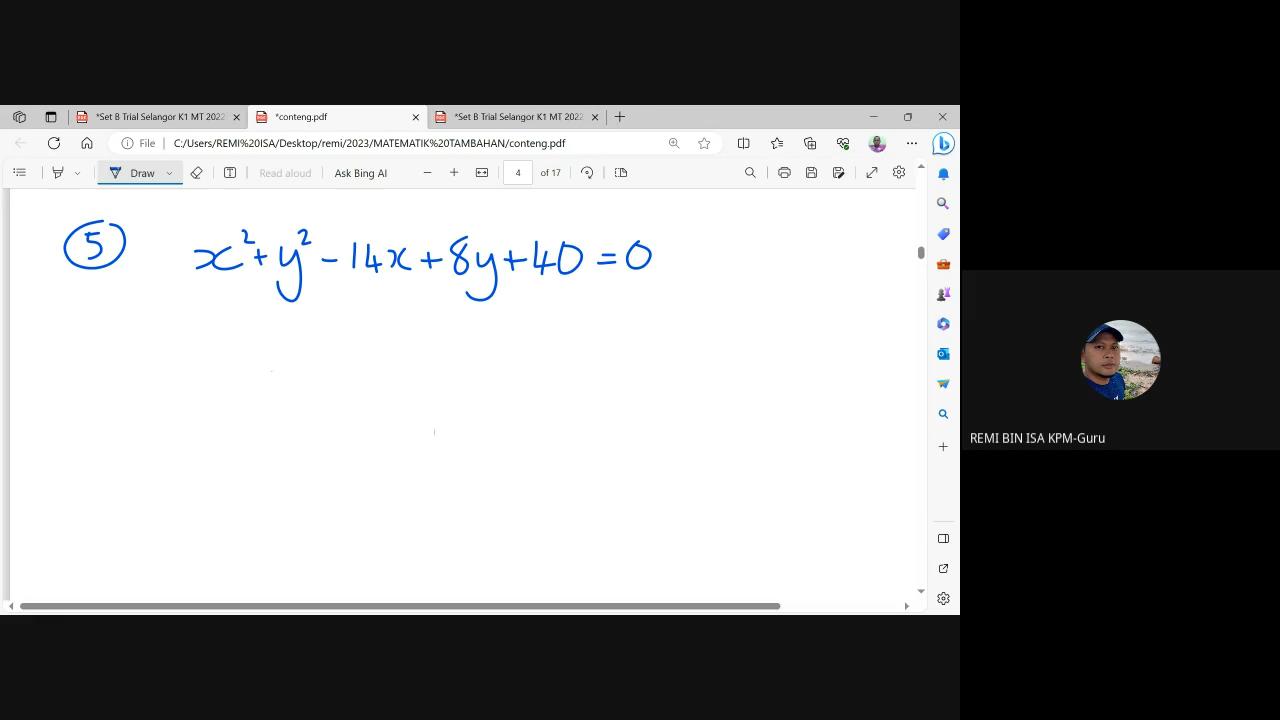 *Set B Trial Selangor K1 MT 2022
*conteng.pdf
*Set B Trial Selangor K1 MT 2022
File
C:/Users/REMI%20ISA/Desktop/remi/2023/MATEMATIK%20TAMBAHAN/conteng.pdf
Draw
Read aloud
Ask Bing AI
4 of 17
5 x² + y² - 14x + 8y + 40 = 0
REMI BIN ISA KPM-Guru